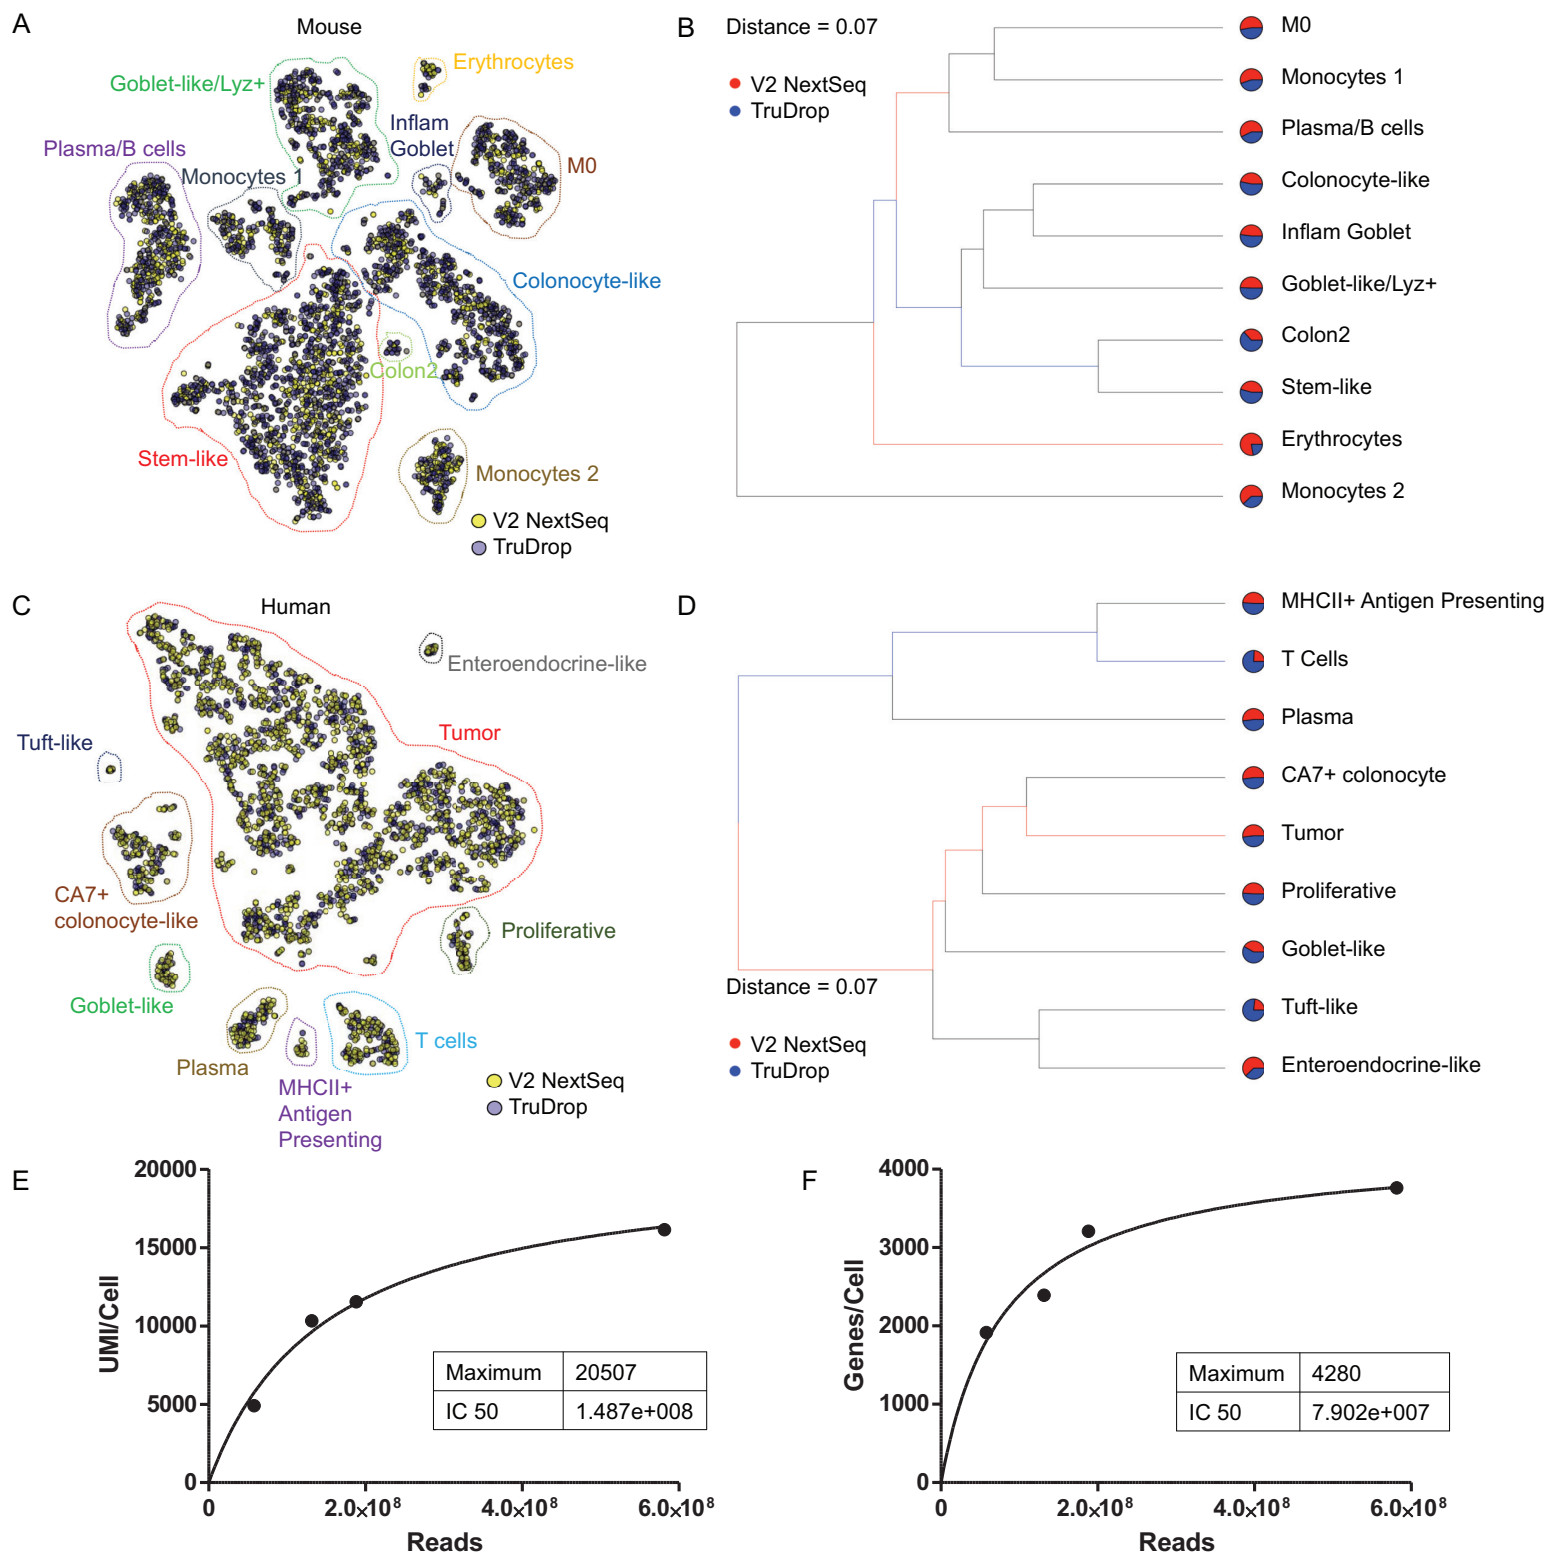 A
Mouse
Erythrocytes
Goblet-like/Lyz+
Inflam
Goblet
Plasma/B cells
Monocytes 1
M0
Colonocyte-like
Colon2
Stem-like
Monocytes 2
V2 NextSeq
TruDrop
B
Distance = 0.07
V2 NextSeq
TruDrop
M0
Monocytes 1
Plasma/B cells
Colonocyte-like
Inflam Goblet
Goblet-like/Lyz+
Colon2
Stem-like
Erythrocytes
Monocytes 2
C
Human
Enteroendocrine-like
Tumor
Tuft-like
CA7+
colonocyte-like
Proliferative
Goblet-like
Plasma
T cells
MHCII+
Antigen
Presenting
V2 NextSeq
TruDrop
D
MHCII+ Antigen Presenting
T Cells
Plasma
CA7+ colonocyte
Tumor
Proliferative
Goblet-like
Tuft-like
Enteroendocrine-like
Distance = 0.07
V2 NextSeq
TruDrop
E
UMI/Cell
20000
15000
10000
5000
0
Maximum 20507
IC 50 1.487e+008
0 2.0×10⁸ 4.0×10⁸ 6.0×10⁸
Reads
F
Genes/Cell
4000
3000
2000
1000
0
Maximum 4280
IC 50 7.902e+007
0 2.0×10⁸ 4.0×10⁸ 6.0×10⁸
Reads